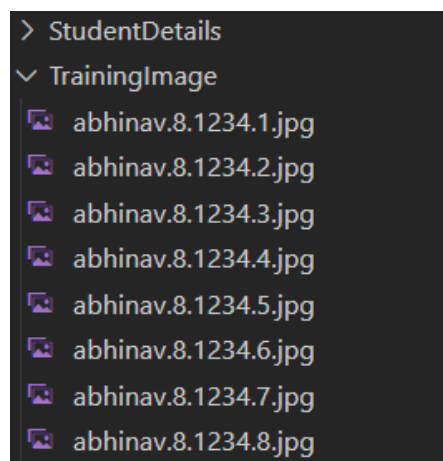 StudentDetails
TrainingImage
abhinav.8.1234.1.jpg
abhinav.8.1234.2.jpg
abhinav.8.1234.3.jpg
abhinav.8.1234.4.jpg
abhinav.8.1234.5.jpg
abhinav.8.1234.6.jpg
abhinav.8.1234.7.jpg
abhinav.8.1234.8.jpg